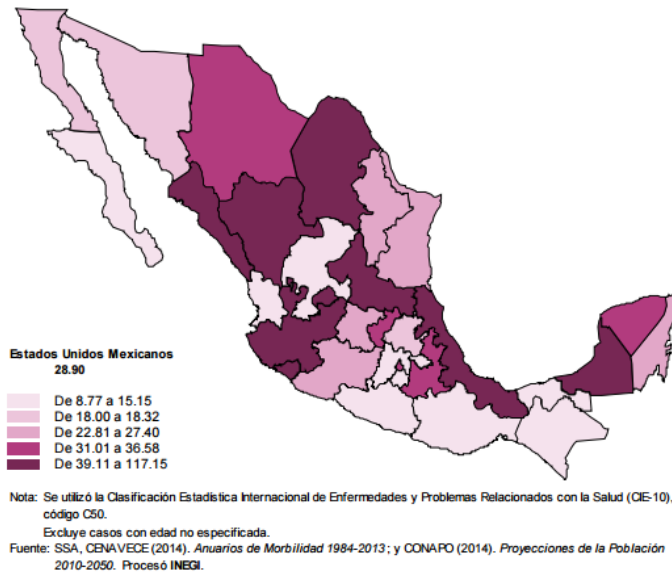 Estados Unidos Mexicanos
28.90
De 8.77 a 15.15
De 18.00 a 18.32
De 22.81 a 27.40
De 31.01 a 36.58
De 39.11 a 117.15
Nota: Se utilizó la Clasificación Estadística Internacional de Enfermedades y Problemas Relacionados con la Salud (CIE-10),
código C50.
Excluye casos con edad no especificada.
Fuente: SSA, CENAVECE (2014). Anuarios de Morbilidad 1984-2013; y CONAPO (2014). Proyecciones de la Población
2010-2050. Procesó INEGI.